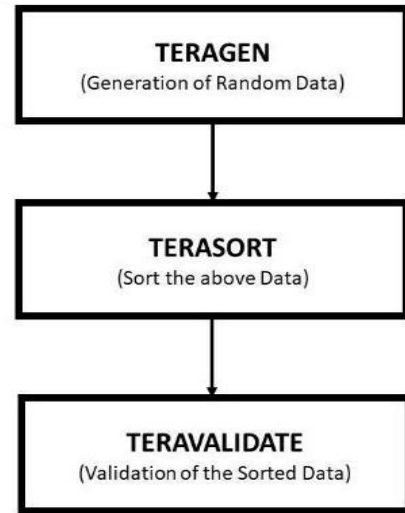 TERAGEN
(Generation of Random Data)
TERASORT
(Sort the above Data)
TERAVALIDATE
(Validation of the Sorted Data)